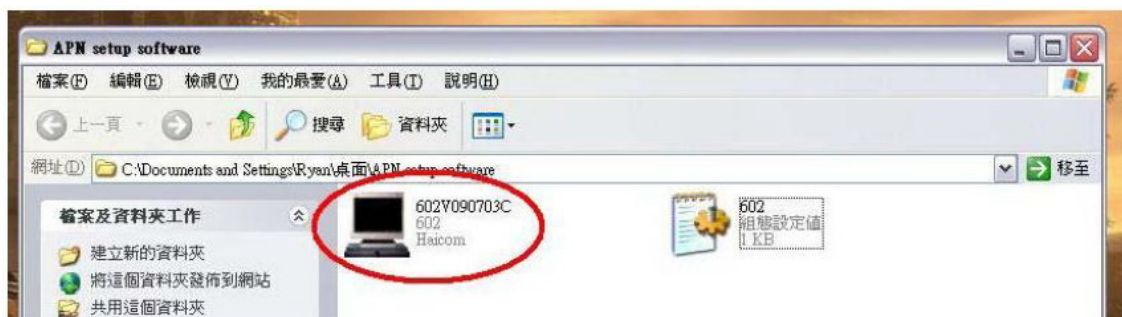 APN setup software
檔案(F) 編輯(E) 檢視(V) 我的最愛(A) 工具(T) 說明(H)
上一頁 搜尋 資料夾
網址(D) C:\Documents and Settings\Ryan\桌面\APN setup software 移至
檔案及資料夾工作
建立新的資料夾
將這個資料夾發佈到網站
共用這個資料夾
602V090703C
602
Haicom
602
組態設定值
1 KB